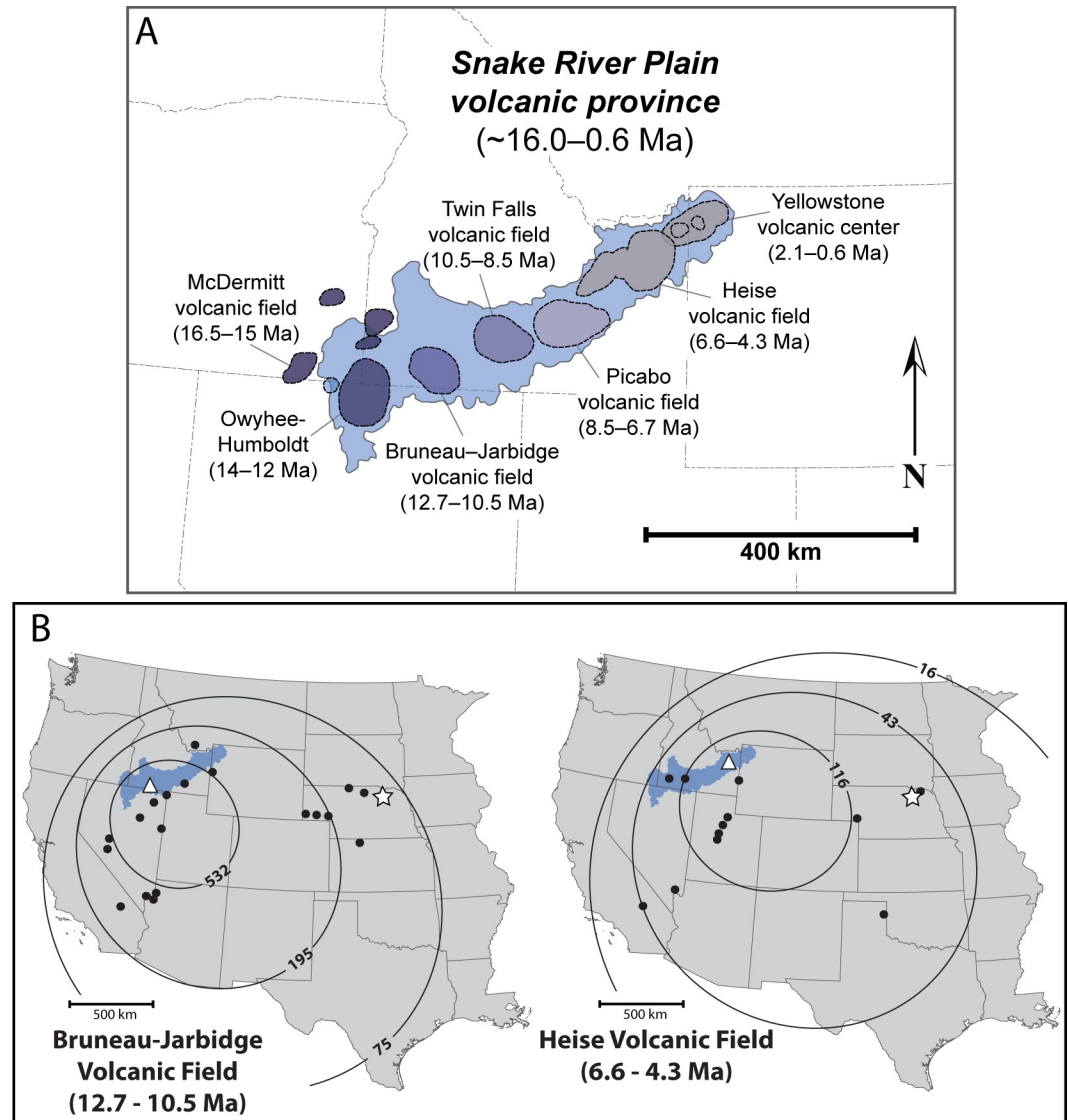 A
Snake River Plain
volcanic province
(~16.0–0.6 Ma)
Twin Falls
volcanic field
(10.5–8.5 Ma)
Yellowstone
volcanic center
(2.1–0.6 Ma)
McDermitt
volcanic field
(16.5–15 Ma)
Heise
volcanic field
(6.6–4.3 Ma)
Picabo
volcanic field
(8.5–6.7 Ma)
Owyhee-
Humboldt
(14–12 Ma)
Bruneau–Jarbidge
volcanic field
(12.7–10.5 Ma)
N
400 km
B
532
195
75
500 km
Bruneau-Jarbidge
Volcanic Field
(12.7 - 10.5 Ma)
16
43
116
500 km
Heise Volcanic Field
(6.6 - 4.3 Ma)